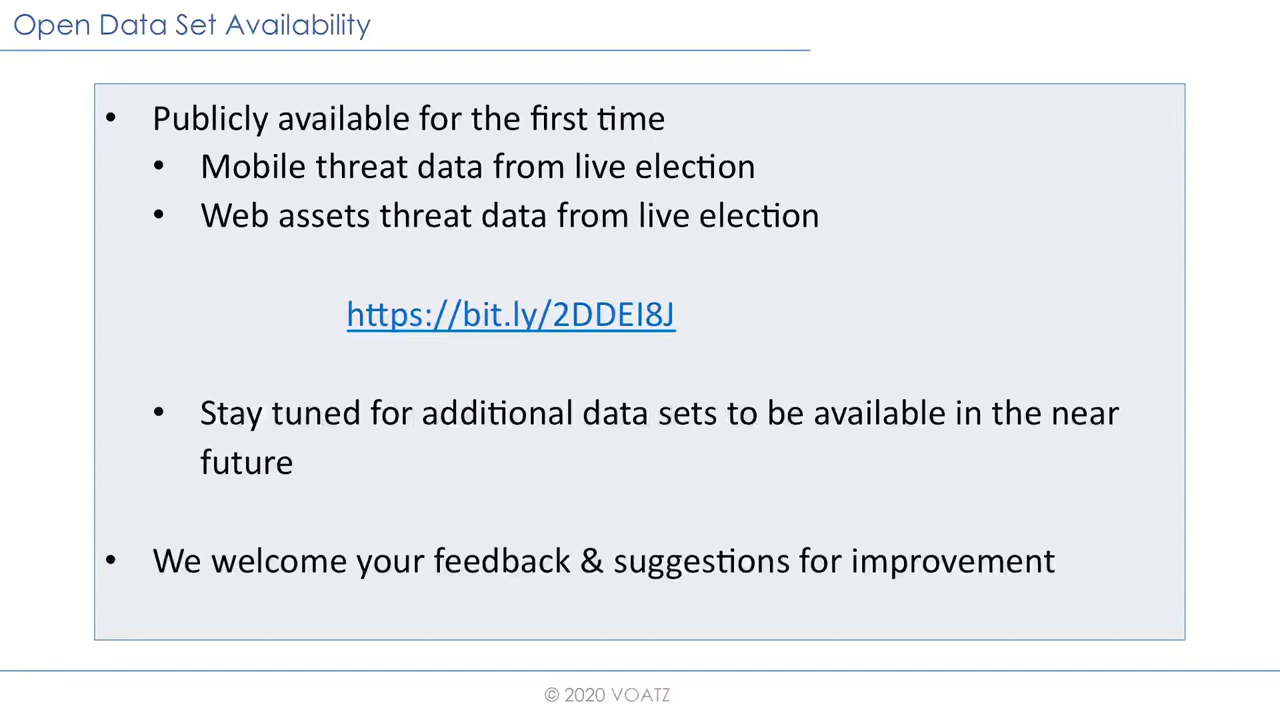 Open Data Set Availability
• Publicly available for the first time
• Mobile threat data from live election
• Web assets threat data from live election
https://bit.ly/2DDEI8J
• Stay tuned for additional data sets to be available in the near
future
• We welcome your feedback & suggestions for improvement
© 2020 VOATZ